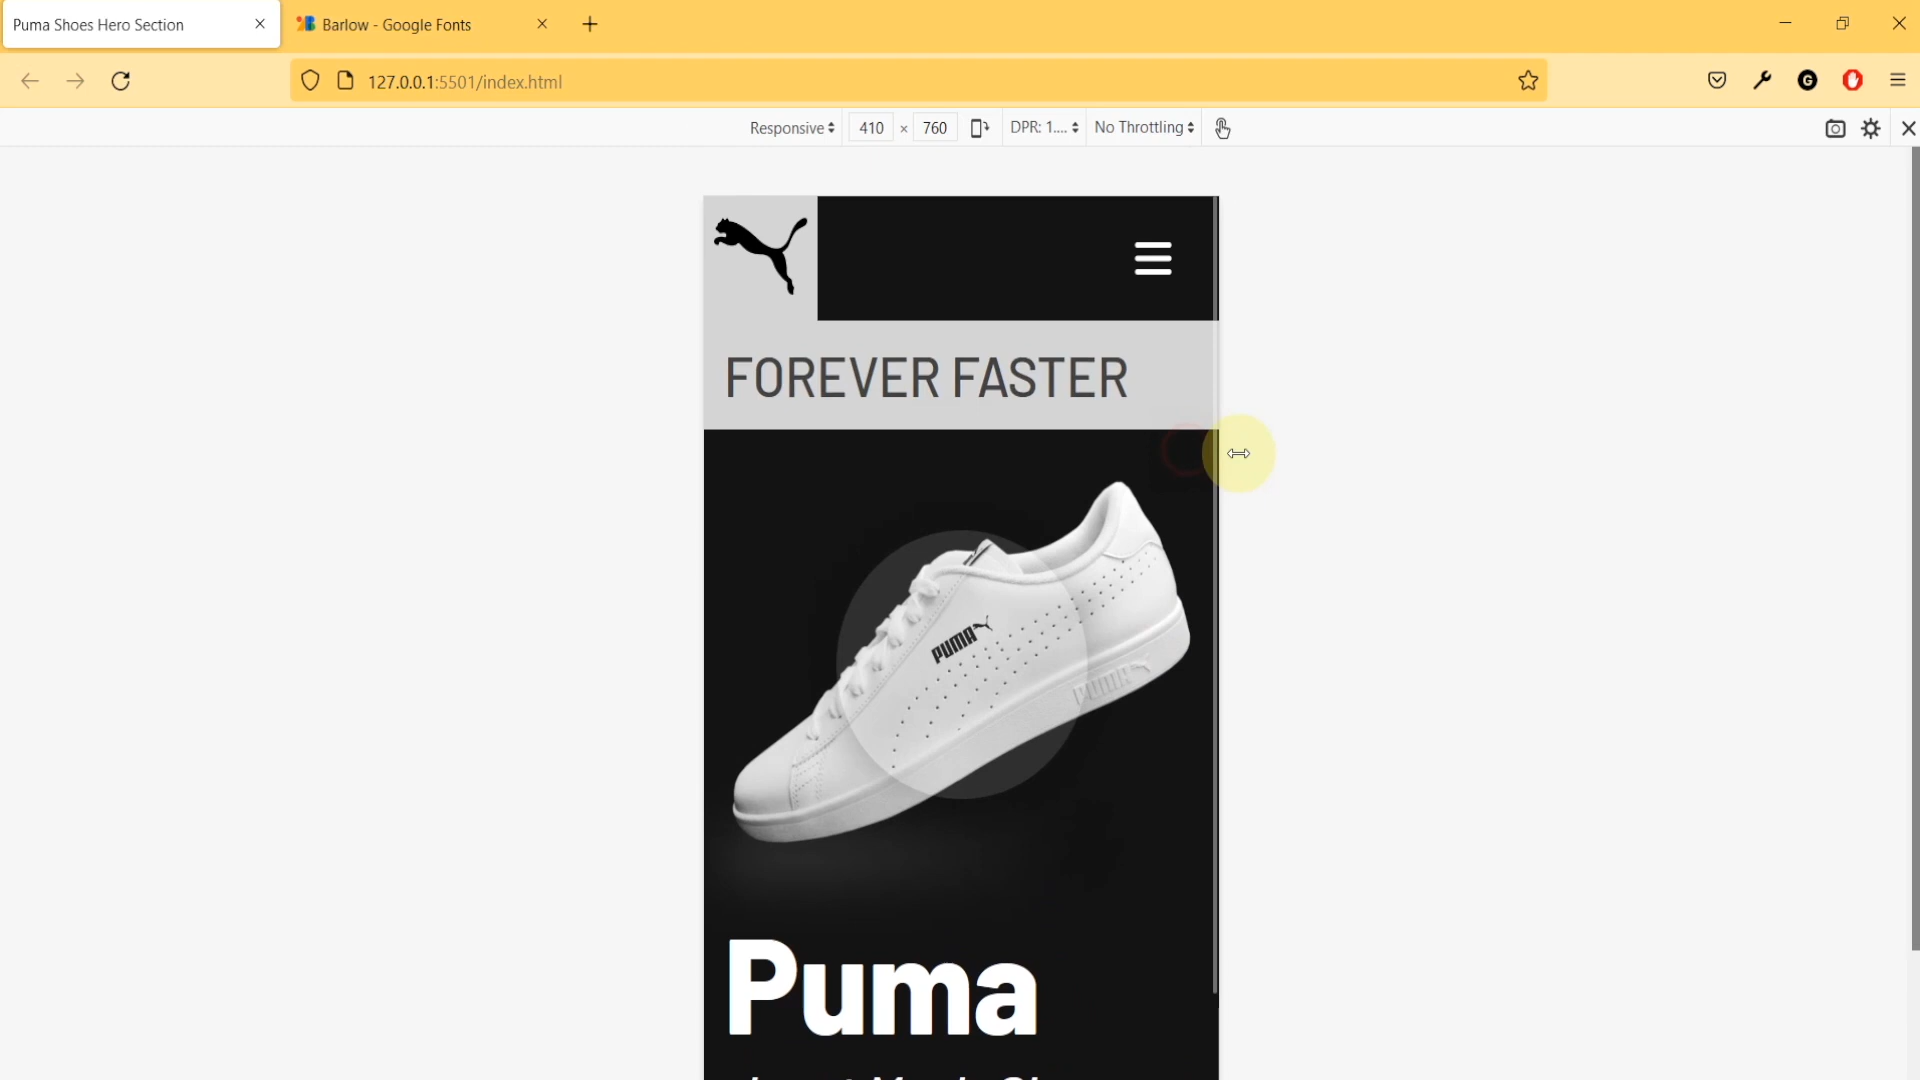 Puma Shoes Hero Section
Barlow - Google Fonts
127.0.0.1:5501/index.html
Responsive 410 × 760 DPR: 1.... No Throttling
FOREVER FASTER
PUMA
PUMA
Puma